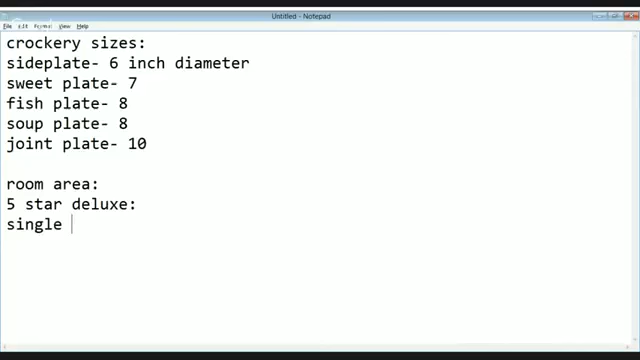 Untitled - Notepad
File Edit Format View Help
crockery sizes:
sideplate- 6 inch diameter
sweet plate- 7
fish plate- 8
soup plate- 8
joint plate- 10
room area:
5 star deluxe:
single